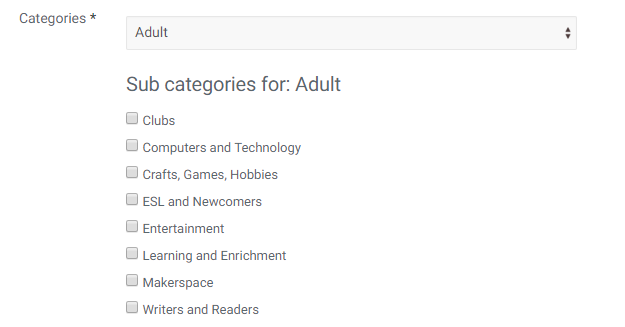 Categories *
Adult
Sub categories for: Adult
Clubs
Computers and Technology
Crafts, Games, Hobbies
ESL and Newcomers
Entertainment
Learning and Enrichment
Makerspace
Writers and Readers